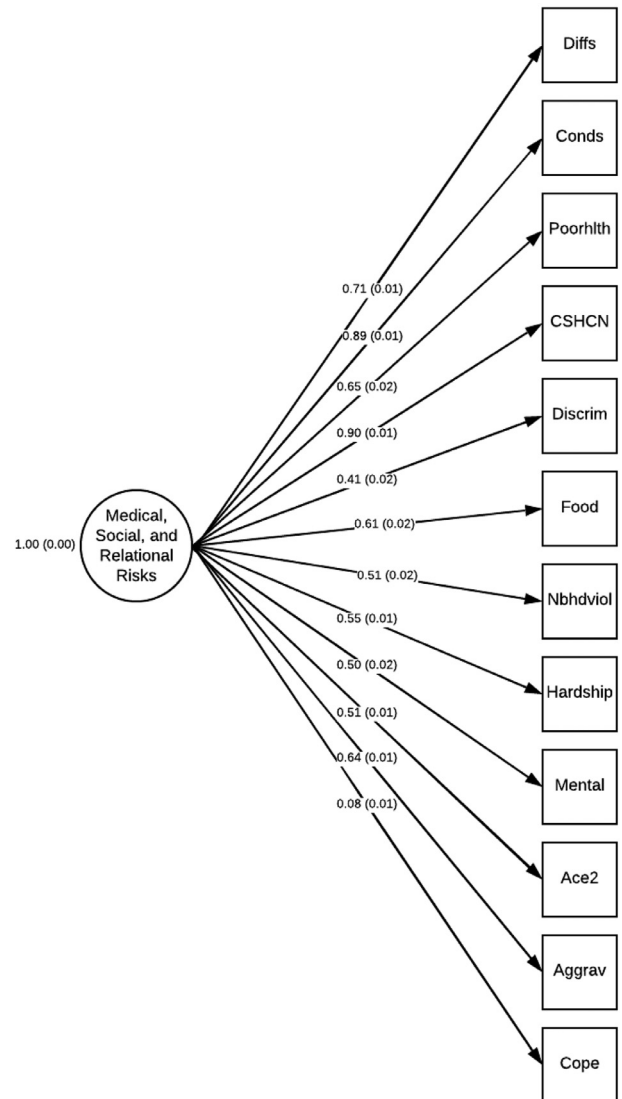 Diffs
Conds
Poorhlth
CSHCN
Discrim
Food
Nbhdviol
Hardship
Mental
Ace2
Aggrav
Cope
0.71 (0.01)
0.89 (0.01)
0.65 (0.02)
0.90 (0.01)
0.41 (0.02)
0.61 (0.02)
0.51 (0.02)
0.55 (0.01)
0.50 (0.02)
0.51 (0.01)
0.64 (0.01)
0.08 (0.01)
1.00 (0.00)
Medical,
Social, and
Relational
Risks